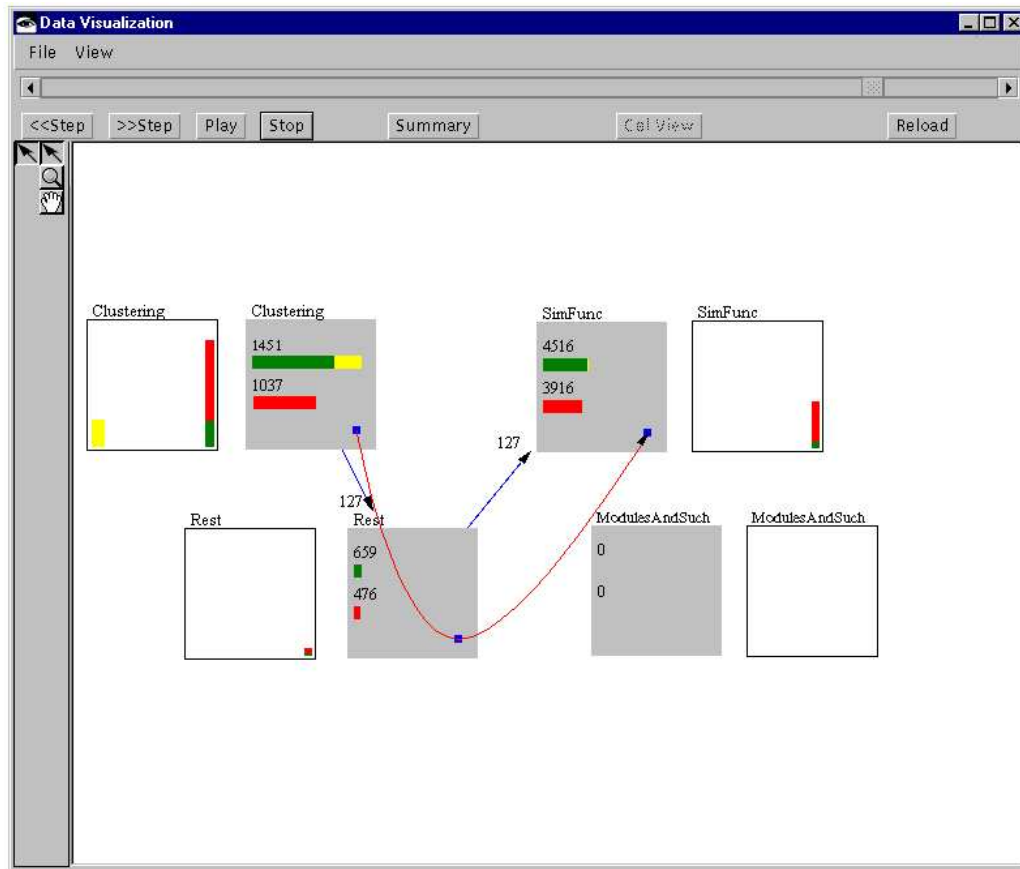 Data Visualization
File View
<<Step >>Step Play Stop Summary Cel View Reload
Clustering Clustering SimFunc SimFunc
1451 4516
1037 3916
127
127
Rest Rest ModulesAndSuch ModulesAndSuch
659 0
476 0